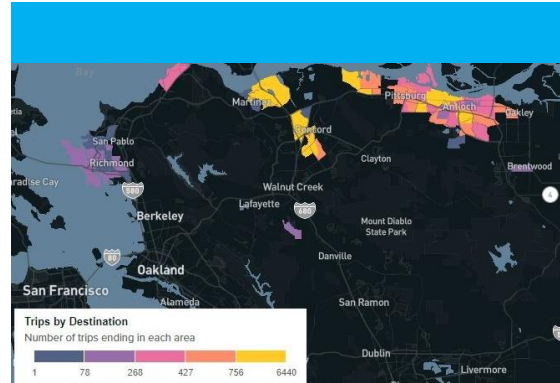 Bay
Martinez
Pittsburg
Antioch
Oakley
Concord
San Pablo
Richmond
Clayton
Brentwood
4
580
Walnut Creek
Berkeley
Lafayette
680
Mount Diablo
State Park
80
Oakland
Danville
San Francisco
Alameda
San Ramon
Dublin
Livermore
Trips by Destination
Number of trips ending in each area
1 78 268 427 756 6440